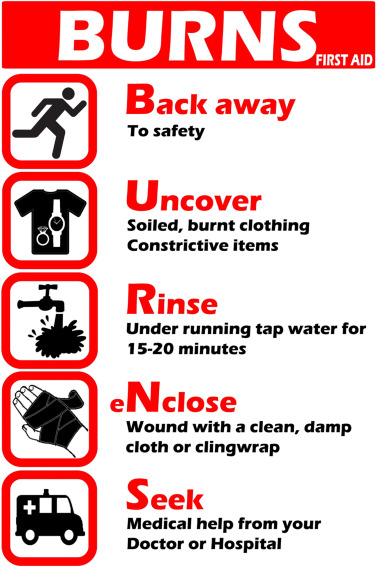 BURNS
FIRST AID
Back away
To safety
Uncover
Soiled, burnt clothing
Constrictive items
Rinse
Under running tap water for
15-20 minutes
eNclose
Wound with a clean, damp
cloth or clingwrap
Seek
Medical help from your
Doctor or Hospital